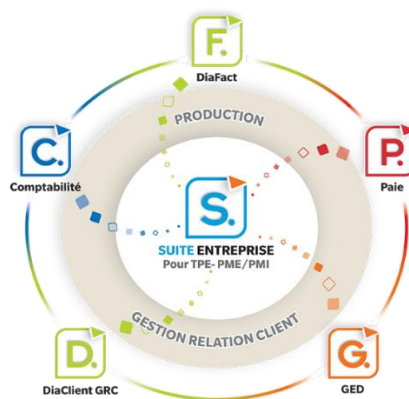 F.
DiaFact
PRODUCTION
C.
Comptabilité
P.
Paie
S.
SUITE ENTREPRISE
Pour TPE- PME/PMI
GESTION RELATION CLIENT
D.
DiaClient GRC
G.
GED